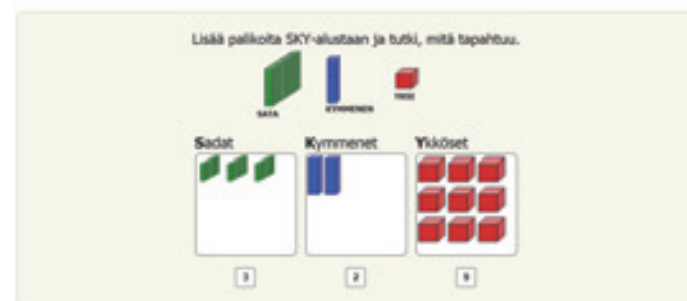 Lisää palikoita SKY-alustaan ja tutki, mitä tapahtuu.
SATA
KYMMENEN
YKSI
Sadat
Kymmenet
Ykköset
3
2
9